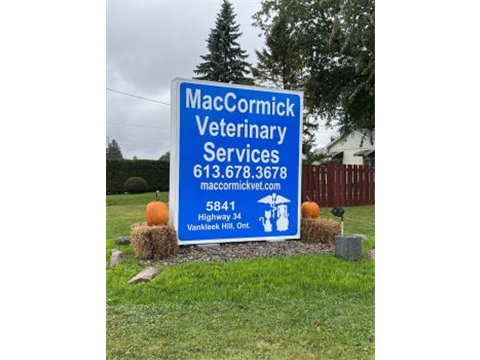 MacCormick
Veterinary
Services
613.678.3678
maccormickvet.com
5841
Highway 34
Vankleek Hill, Ont.